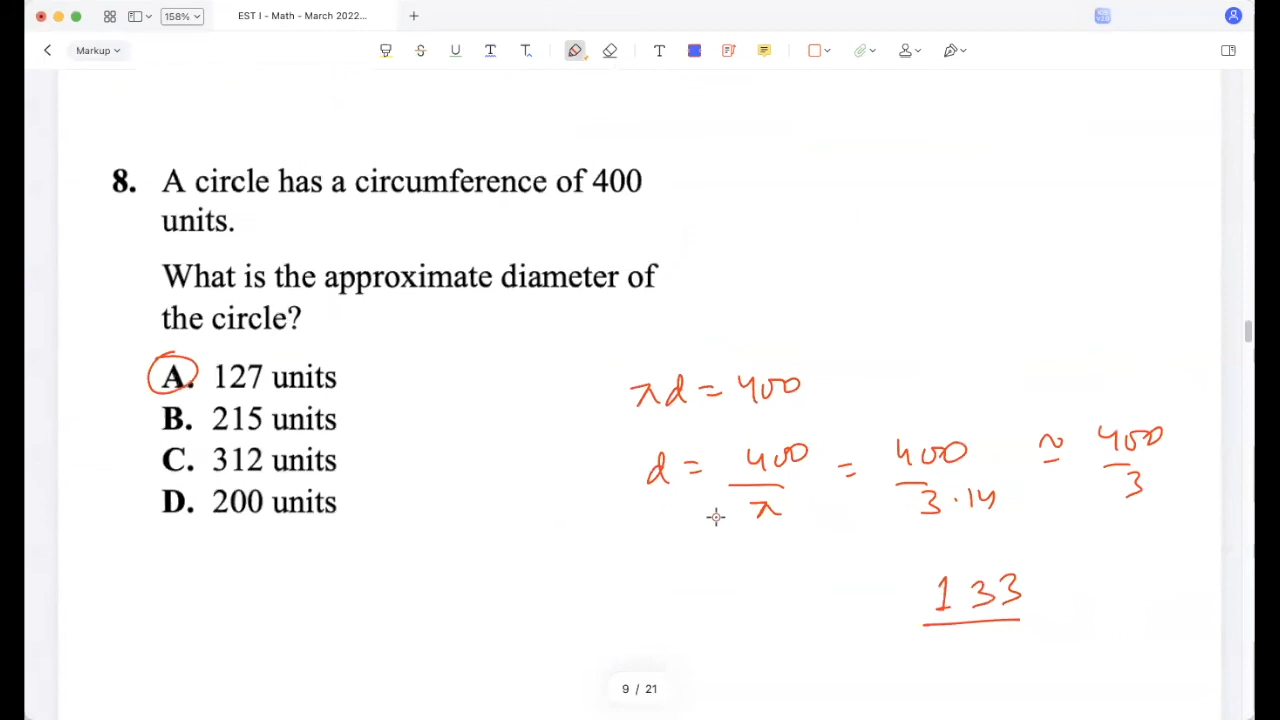 158%
EST I - Math - March 2022...
Markup
8. A circle has a circumference of 400
units.
What is the approximate diameter of
the circle?
A. 127 units
B. 215 units
C. 312 units
D. 200 units
πd = 400
d = 400/π = 400/3.14 ≃ 400/3
133
9 / 21